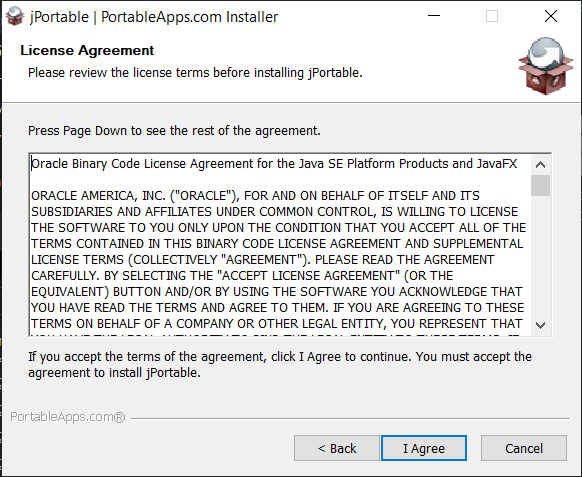 jPortable | PortableApps.com Installer
License Agreement
Please review the license terms before installing jPortable.
Press Page Down to see the rest of the agreement.
Oracle Binary Code License Agreement for the Java SE Platform Products and JavaFX
ORACLE AMERICA, INC. ("ORACLE"), FOR AND ON BEHALF OF ITSELF AND ITS
SUBSIDIARIES AND AFFILIATES UNDER COMMON CONTROL, IS WILLING TO LICENSE
THE SOFTWARE TO YOU ONLY UPON THE CONDITION THAT YOU ACCEPT ALL OF THE
TERMS CONTAINED IN THIS BINARY CODE LICENSE AGREEMENT AND SUPPLEMENTAL
LICENSE TERMS (COLLECTIVELY "AGREEMENT"). PLEASE READ THE AGREEMENT
CAREFULLY. BY SELECTING THE "ACCEPT LICENSE AGREEMENT" (OR THE
EQUIVALENT) BUTTON AND/OR BY USING THE SOFTWARE YOU ACKNOWLEDGE THAT
YOU HAVE READ THE TERMS AND AGREE TO THEM. IF YOU ARE AGREEING TO THESE
TERMS ON BEHALF OF A COMPANY OR OTHER LEGAL ENTITY, YOU REPRESENT THAT
If you accept the terms of the agreement, click I Agree to continue. You must accept the
agreement to install jPortable.
PortableApps.com®
< Back
I Agree
Cancel